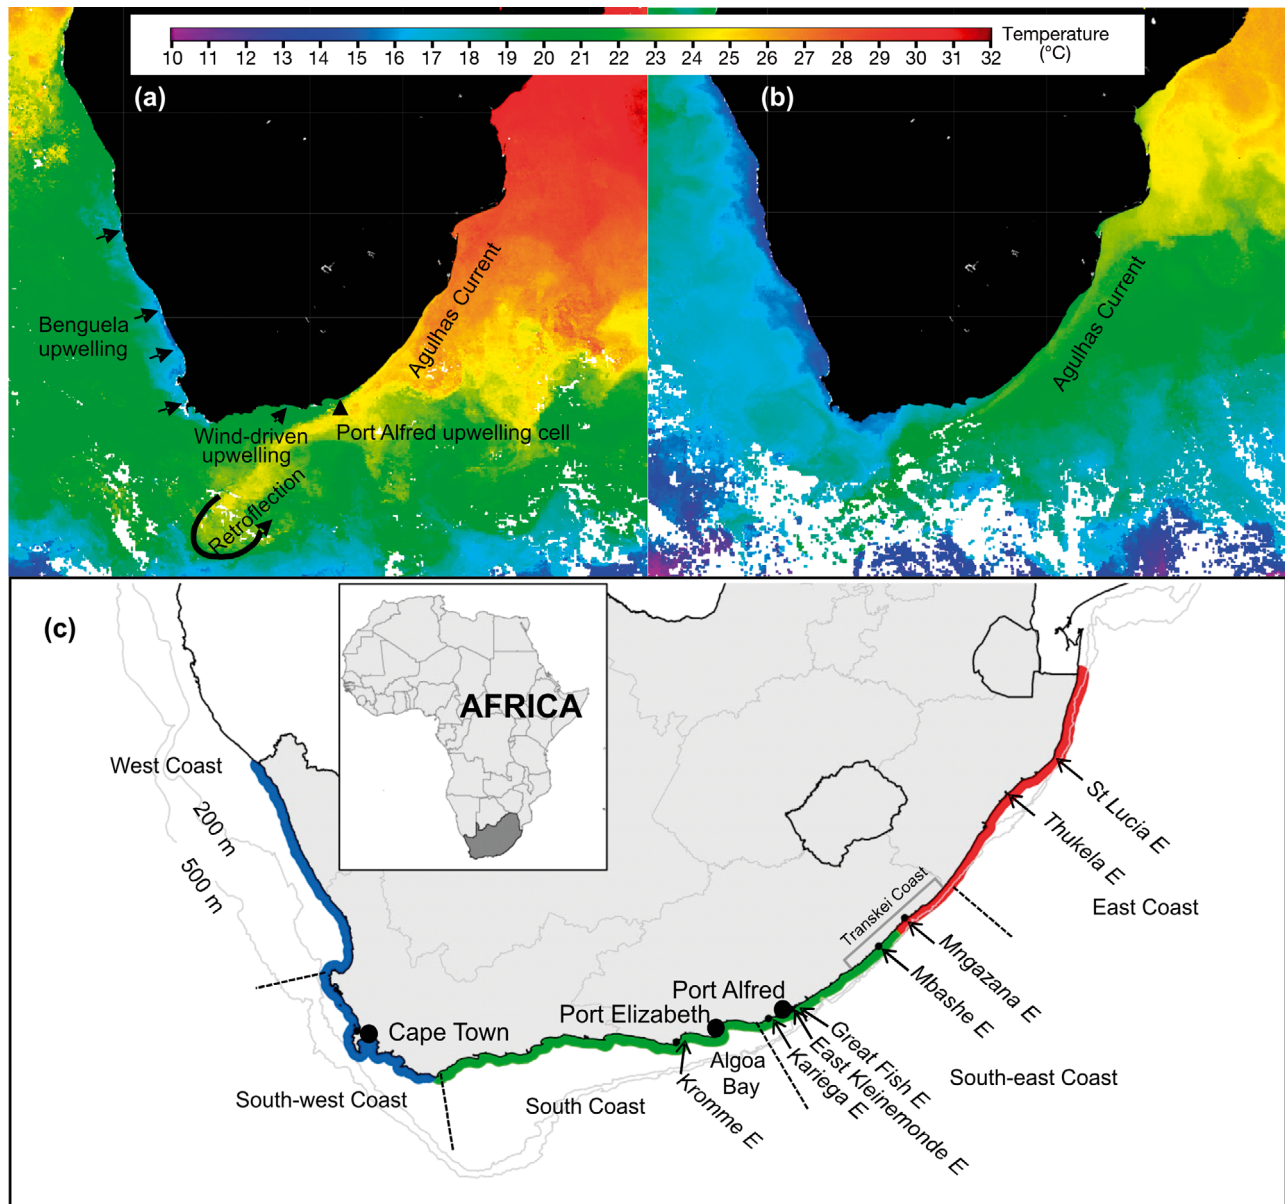 10 11 12 13 14 15 16 17 18 19 20 21 22 23 24 25 26 27 28 29 30 31 32
Temperature
(°C)
(a)
(b)
Agulhas Current
Agulhas Current
Benguela
upwelling
Wind-driven
upwelling
Port Alfred upwelling cell
Retroflection
(c)
AFRICA
West Coast
200 m
500 m
St Lucia E
Thukela E
East Coast
Transkei Coast
Mngazana E
Mbashe E
Port Alfred
Port Elizabeth
Cape Town
Great Fish E
East Kleinemonde E
Kariega E
Algoa
Bay
Kromme E
South-east Coast
South-west Coast
South Coast